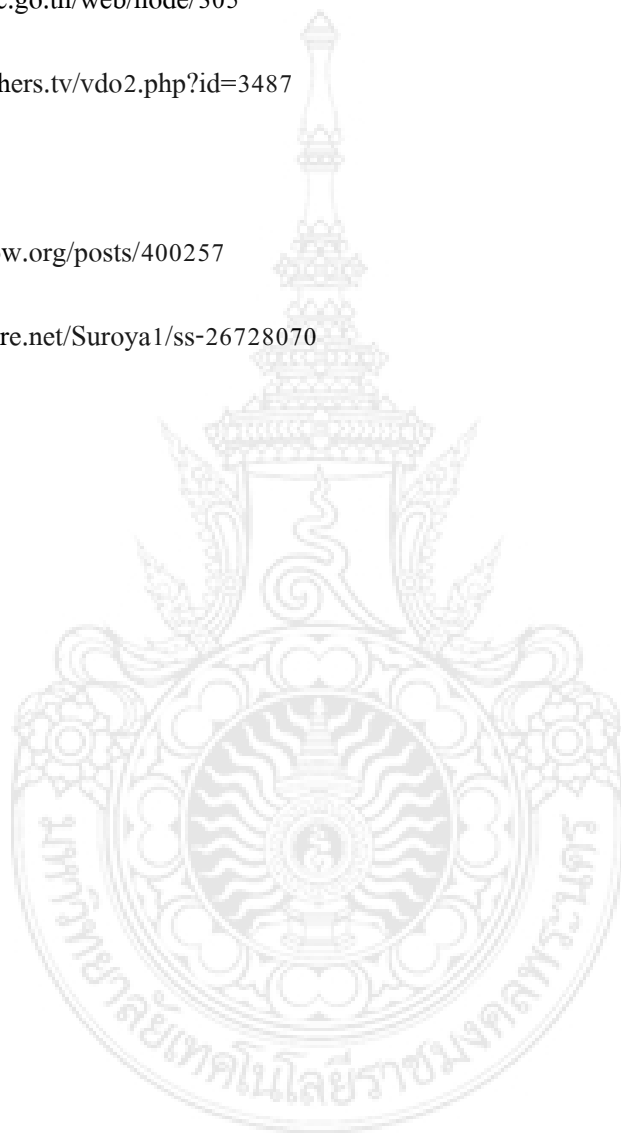 c.go.th/web/node/305
hers.tv/vdo2.php?id=3487
ow.org/posts/400257
re.net/Suroya1/ss-26728070
มหาวิทยาลัยเทคโนโลยีราชมงคลพระนคร